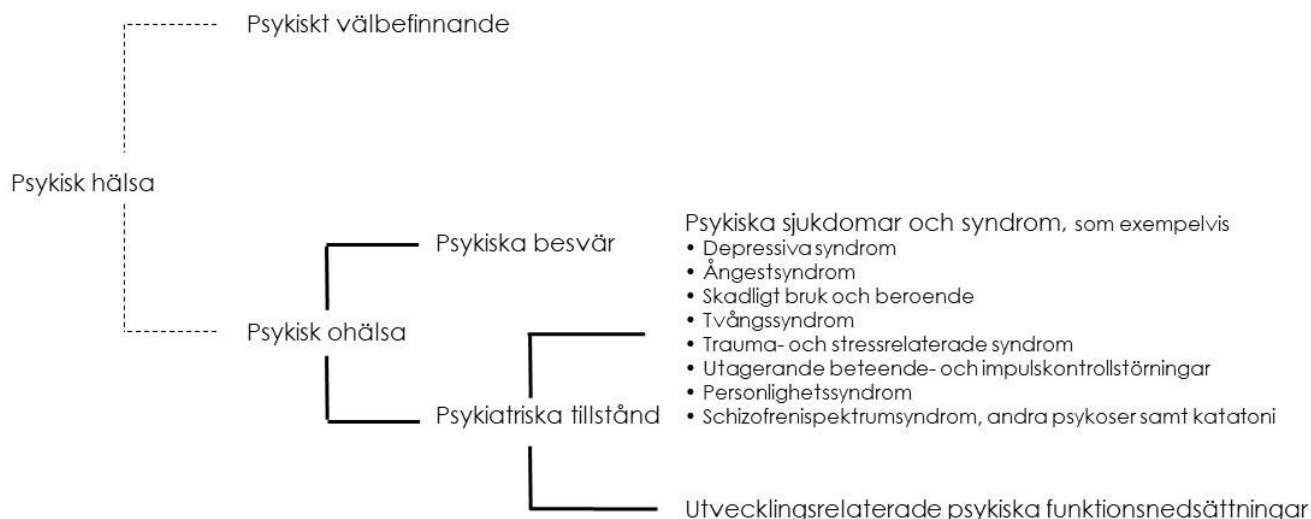 Psykiskt välbefinnande
Psykisk hälsa
Psykiska sjukdomar och syndrom, som exempelvis
Psykiska besvär
• Depressiva syndrom
• Ångestsyndrom
• Skadligt bruk och beroende
• Tvångssyndrom
Psykisk ohälsa
• Trauma- och stressrelaterade syndrom
• Utagerande beteende- och impulskontrollstörningar
• Personlighetssyndrom
Psykiatriska tillstånd
• Schizofrenispektrumsyndrom, andra psykoser samt katatoni
Utvecklingsrelaterade psykiska funktionsnedsättningar